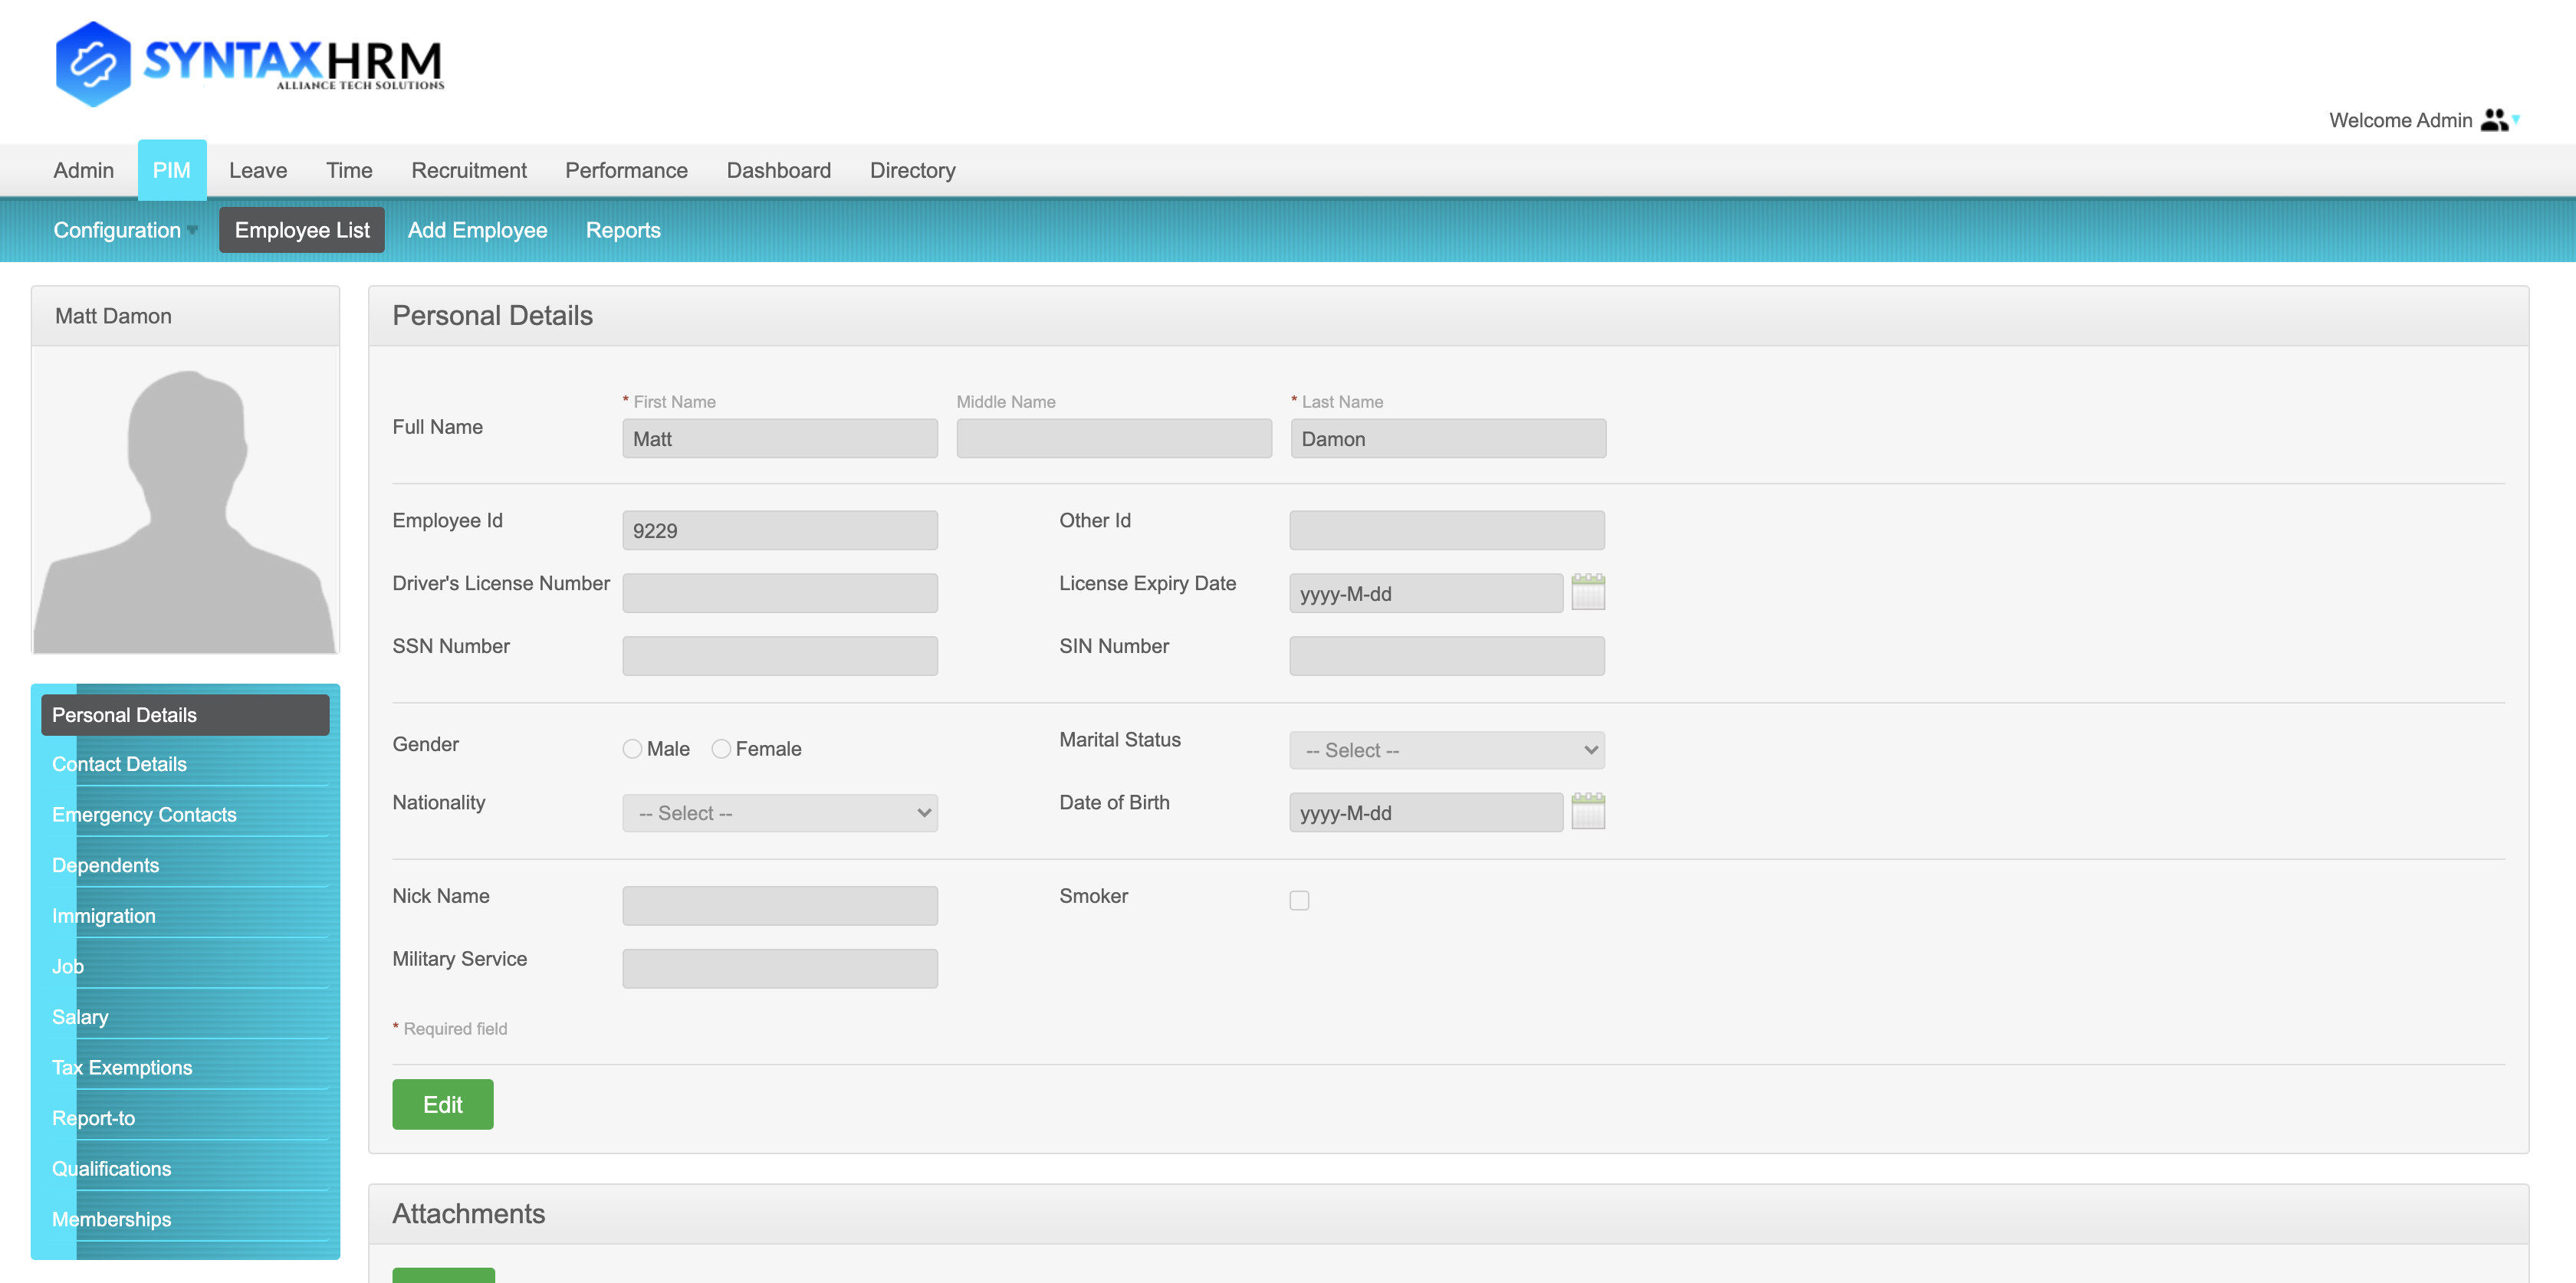 SYNTAXHRM
ALLIANCE TECH SOLUTIONS
Welcome Admin
Admin PIM Leave Time Recruitment Performance Dashboard Directory
Configuration Employee List Add Employee Reports
Matt Damon
Personal Details
Contact Details
Emergency Contacts
Dependents
Immigration
Job
Salary
Tax Exemptions
Report-to
Qualifications
Memberships
Personal Details
* First Name Middle Name * Last Name
Full Name Matt Damon
Employee Id 9229 Other Id
Driver's License Number License Expiry Date yyyy-M-dd
SSN Number SIN Number
Gender Male Female Marital Status -- Select --
Nationality -- Select -- Date of Birth yyyy-M-dd
Nick Name Smoker
Military Service
* Required field
Edit
Attachments